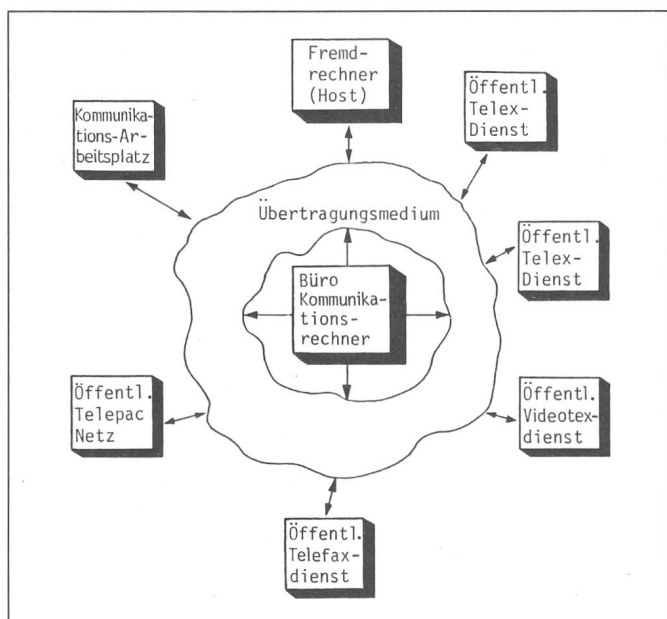 Fremd-
rechner
(Host)
Öffentl.
Telex-
Dienst
Kommunika-
tions-Ar-
beitsplatz
Übertragungsmedium
Öffentl.
Telex-
Dienst
Büro
Kommunika-
tions-
rechner
Öffentl.
Telepac
Netz
Öffentl.
Videotex-
dienst
Öffentl.
Telefax-
dienst